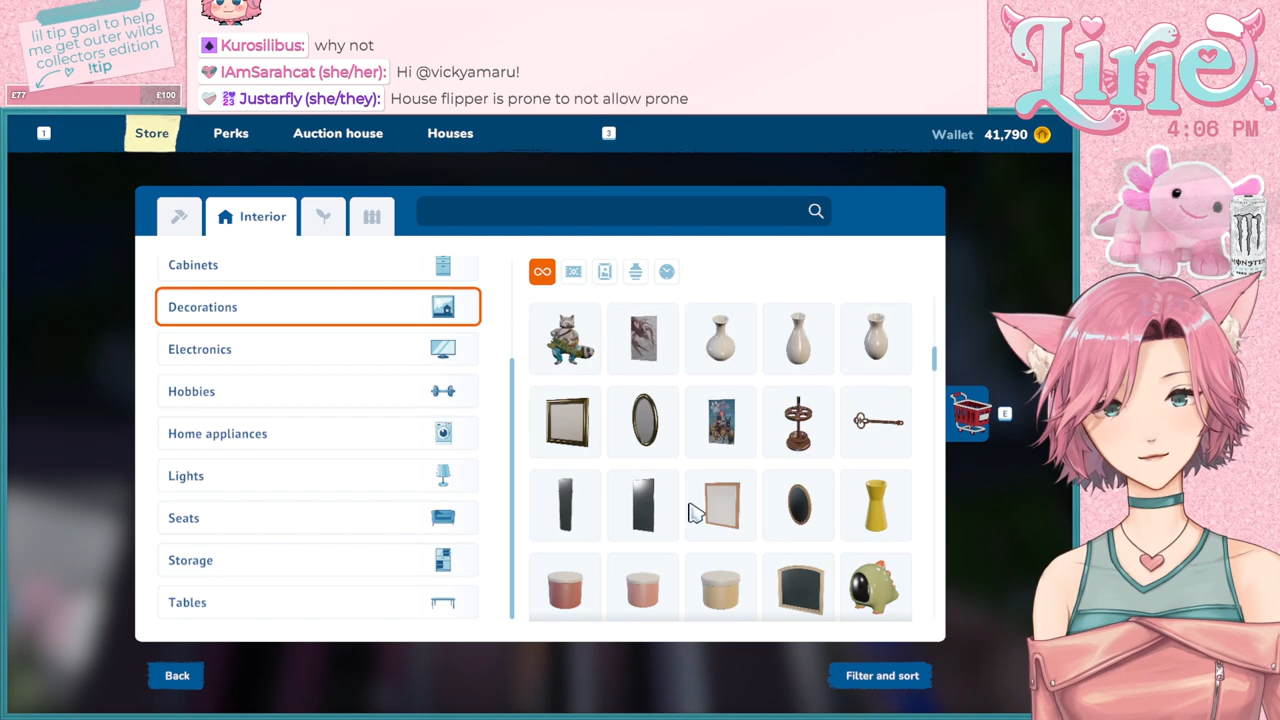 lil tip goal to help
me get outer wilds
collectors edition
!tip
£77
£100
Kurosilibus: why not
IAmSarahcat (she/her): Hi @vickyamaru!
Justarfly (she/they): House flipper is prone to not allow prone
Lirie
4:06 PM
1
Store
Perks
Auction house
Houses
3
Wallet 41,790
Interior
Cabinets
Decorations
Electronics
Hobbies
Home appliances
Lights
Seats
Storage
Tables
E
Back
Filter and sort
MONSTER